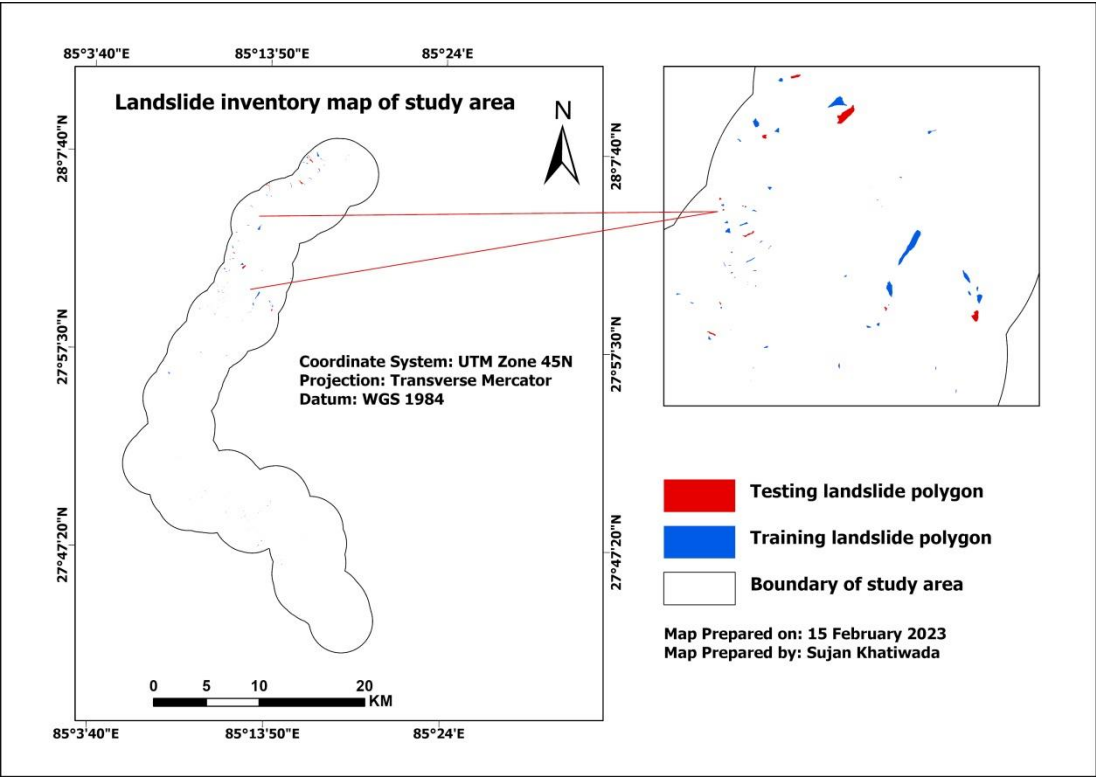 85°3'40"E
85°13'50"E
85°24'E
Landslide inventory map of study area
N
28°7'40"N
28°7'40"N
27°57'30"N
27°57'30"N
Coordinate System: UTM Zone 45N
Projection: Transverse Mercator
Datum: WGS 1984
27°47'20"N
27°47'20"N
Testing landslide polygon
Training landslide polygon
Boundary of study area
Map Prepared on: 15 February 2023
Map Prepared by: Sujan Khatiwada
0 5 10 20
KM
85°3'40"E
85°13'50"E
85°24'E